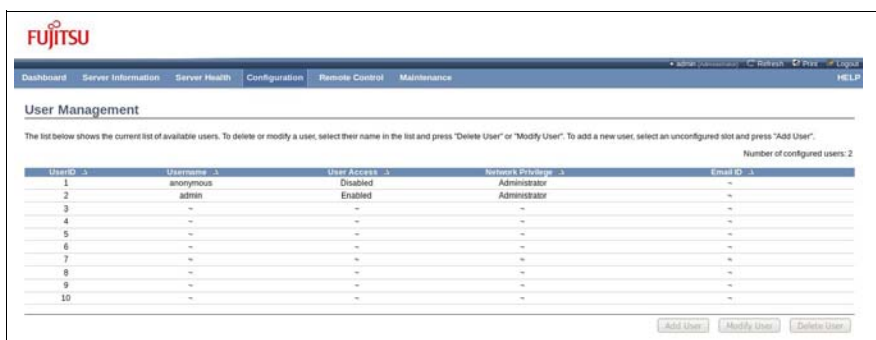 FUJITSU
• admin (Administrator) Refresh Print Logout
Dashboard Server Information Server Health Configuration Remote Control Maintenance HELP
User Management
The list below shows the current list of available users. To delete or modify a user, select their name in the list and press "Delete User" or "Modify User". To add a new user, select an unconfigured slot and press "Add User".
Number of configured users: 2
UserID Username User Access Network Privilege Email ID
1 anonymous Disabled Administrator ~
2 admin Enabled Administrator ~
3 ~ ~ ~ ~
4 ~ ~ ~ ~
5 ~ ~ ~ ~
6 ~ ~ ~ ~
7 ~ ~ ~ ~
8 ~ ~ ~ ~
9 ~ ~ ~ ~
10 ~ ~ ~ ~
Add User Modify User Delete User